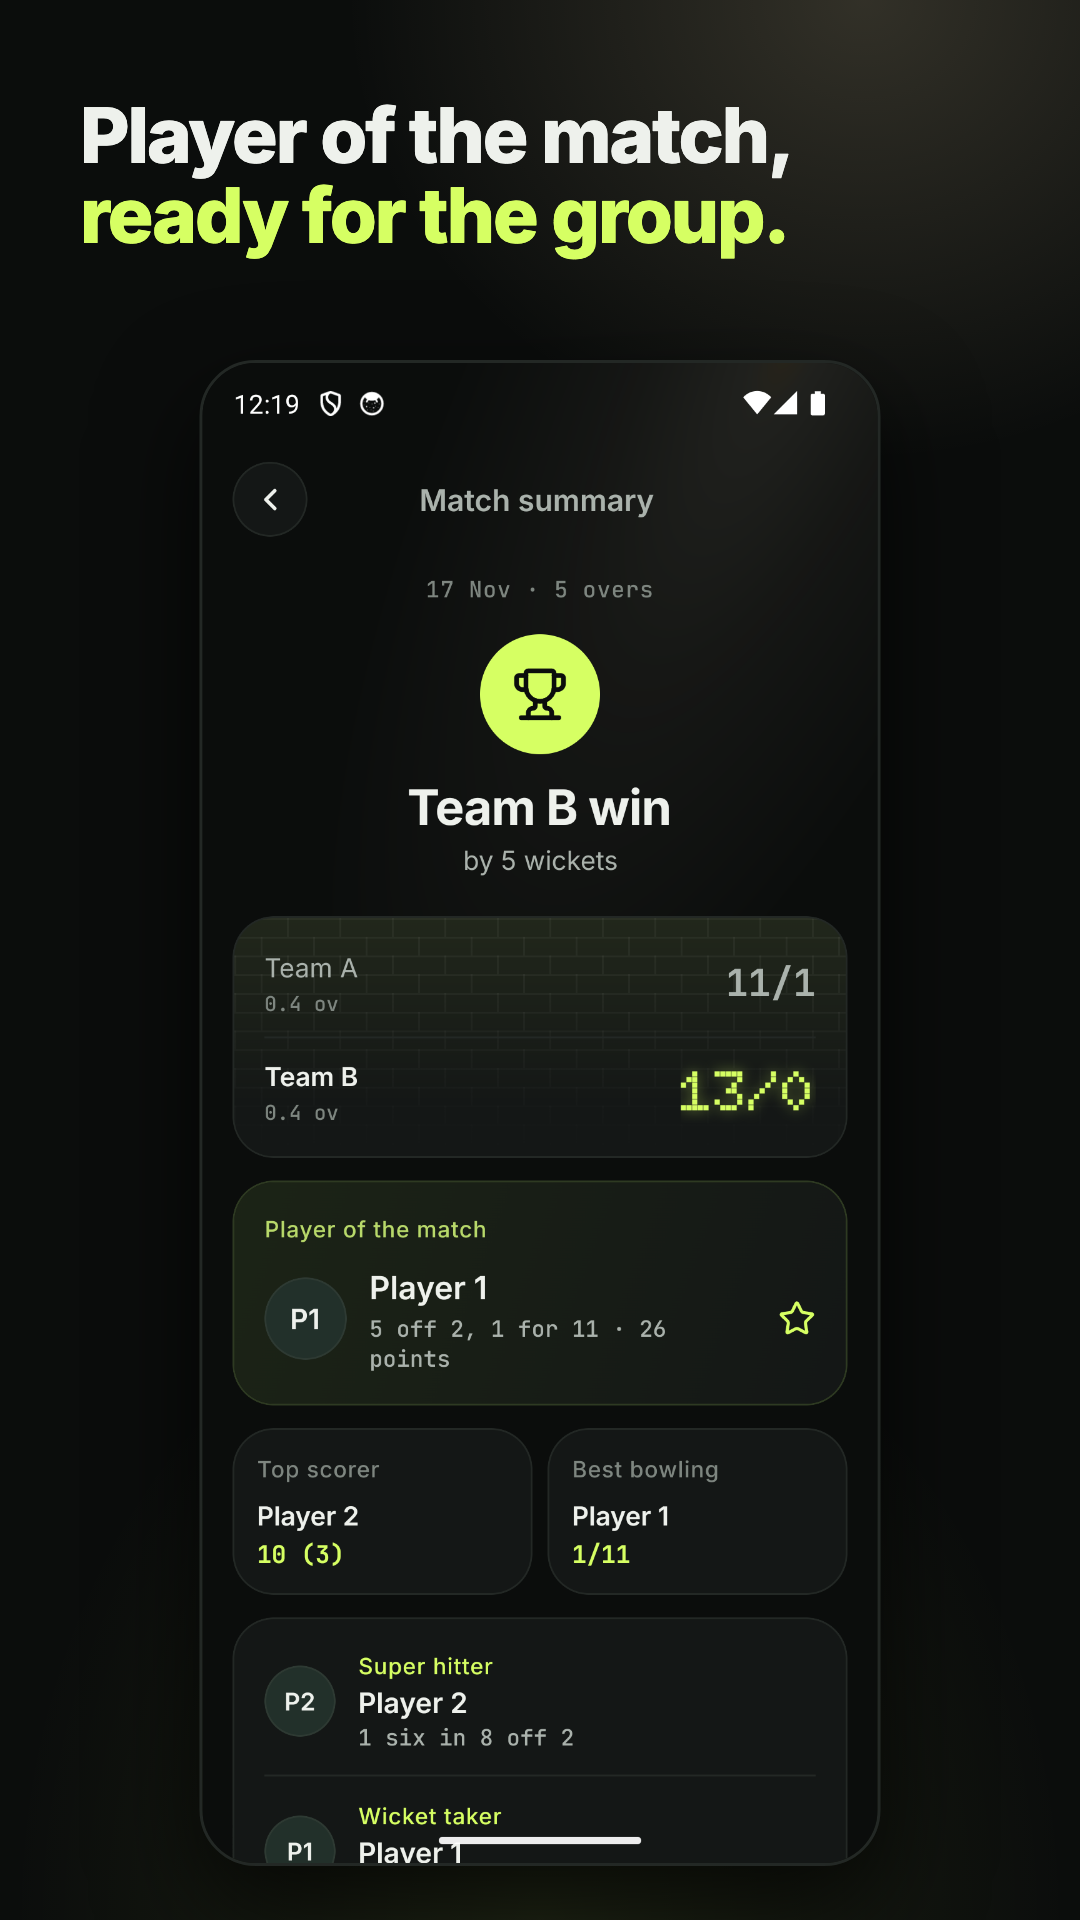 Player of the match,
ready for the group.
12:19
Match summary
17 Nov · 5 overs
Team B win
by 5 wickets
Team A
11/1
0.4 ov
Team B
13/0
0.4 ov
Player of the match
P1
Player 1
5 off 2, 1 for 11 · 26
points
Top scorer
Player 2
10 (3)
Best bowling
Player 1
1/11
P2
Super hitter
Player 2
1 six in 8 off 2
Wicket taker
P1
Player 1